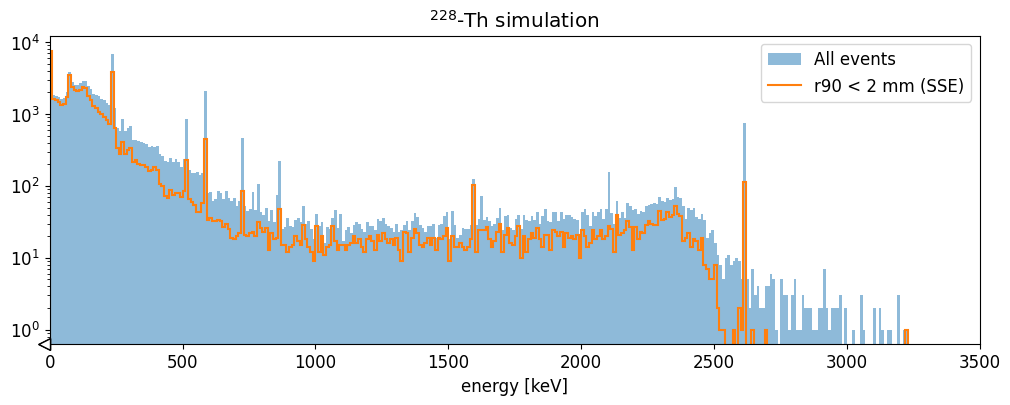 ²²⁸-Th simulation
All events
r90 < 2 mm (SSE)
10⁴
10³
10²
10¹
10⁰
0 500 1000 1500 2000 2500 3000 3500
energy [keV]